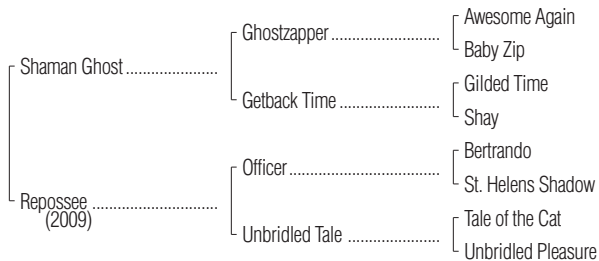 Shaman Ghost
Repossee
(2009)
Ghostzapper
Getback Time
Officer
Unbridled Tale
Awesome Again
Baby Zip
Gilded Time
Shay
Bertrando
St. Helens Shadow
Tale of the Cat
Unbridled Pleasure